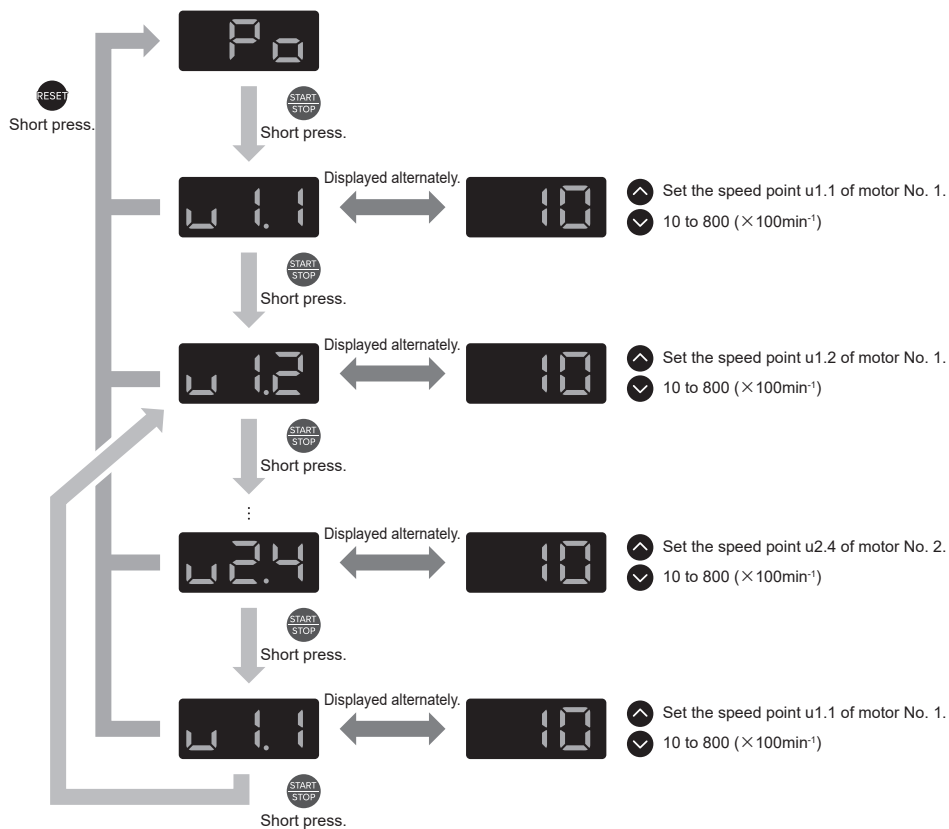 Po
RESET
Short press.
START
STOP
Short press.
u 1.1
Displayed alternately.
10
Set the speed point u1.1 of motor No. 1.
10 to 800 (×100min-1)
START
STOP
Short press.
u 1.2
Displayed alternately.
10
Set the speed point u1.2 of motor No. 1.
10 to 800 (×100min-1)
START
STOP
Short press.
⋮
u2.4
Displayed alternately.
10
Set the speed point u2.4 of motor No. 2.
10 to 800 (×100min-1)
START
STOP
Short press.
u 1.1
Displayed alternately.
10
Set the speed point u1.1 of motor No. 1.
10 to 800 (×100min-1)
START
STOP
Short press.